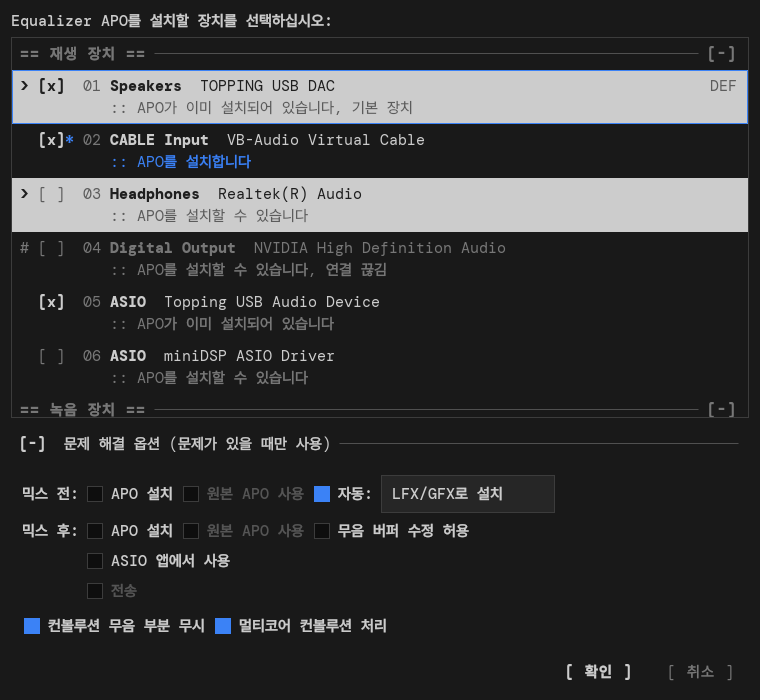 Equalizer APO를 설치할 장치를 선택하십시오:
== 재생 장치 == [-]
> [x] 01 Speakers TOPPING USB DAC DEF
:: APO가 이미 설치되어 있습니다, 기본 장치
[x]* 02 CABLE Input VB-Audio Virtual Cable
:: APO를 설치합니다
> [ ] 03 Headphones Realtek(R) Audio
:: APO를 설치할 수 있습니다
# [ ] 04 Digital Output NVIDIA High Definition Audio
:: APO를 설치할 수 있습니다, 연결 끊김
[x] 05 ASIO Topping USB Audio Device
:: APO가 이미 설치되어 있습니다
[ ] 06 ASIO miniDSP ASIO Driver
:: APO를 설치할 수 있습니다
== 녹음 장치 == [-]
[-] 문제 해결 옵션 (문제가 있을 때만 사용)
믹스 전: APO 설치 원본 APO 사용 자동: LFX/GFX로 설치
믹스 후: APO 설치 원본 APO 사용 무음 버퍼 수정 허용
ASIO 앱에서 사용
전송
컨볼루션 무음 부분 무시 멀티코어 컨볼루션 처리
[ 확인 ] [ 취소 ]